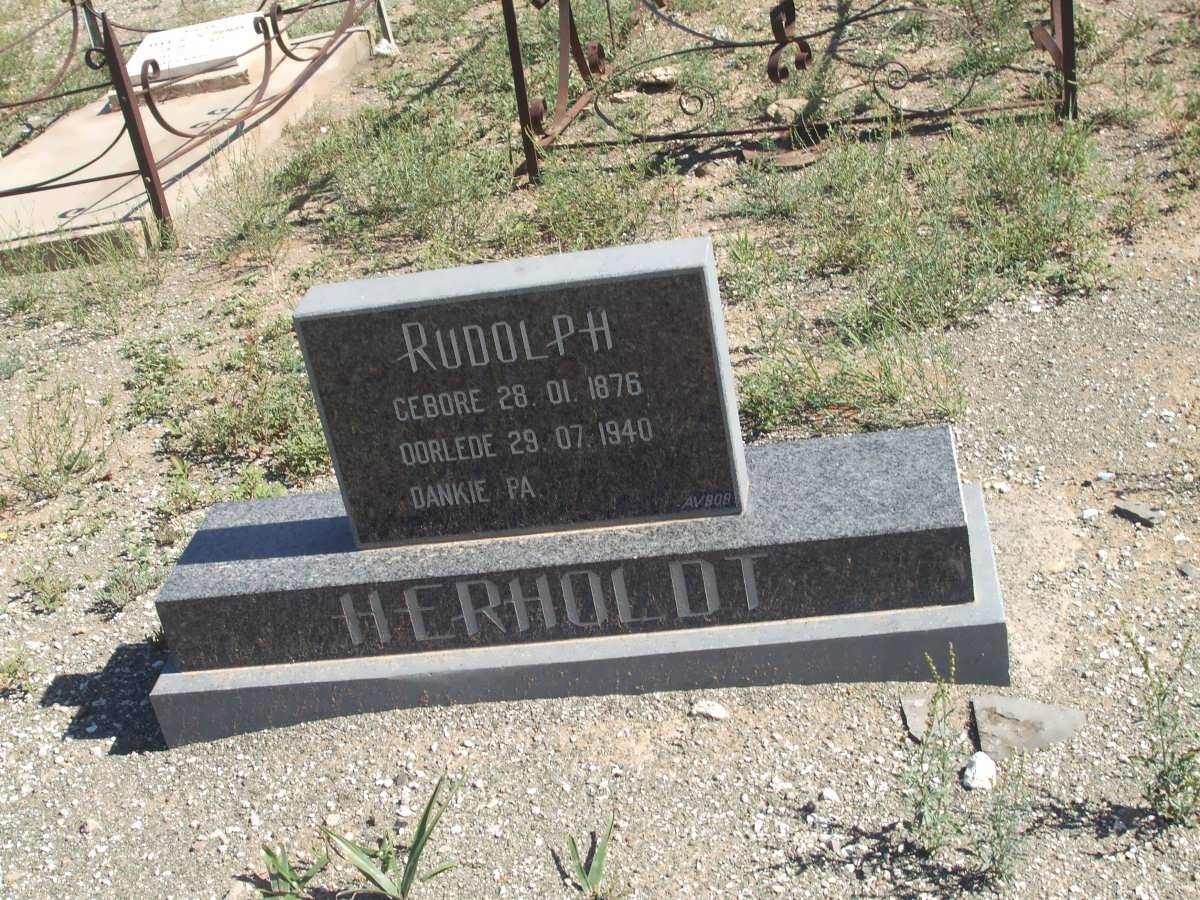 RUDOLPH
GEBORE 28.01.1876
OORLEDE 29.07.1940
DANKIE PA
AV808
HERHOLDT